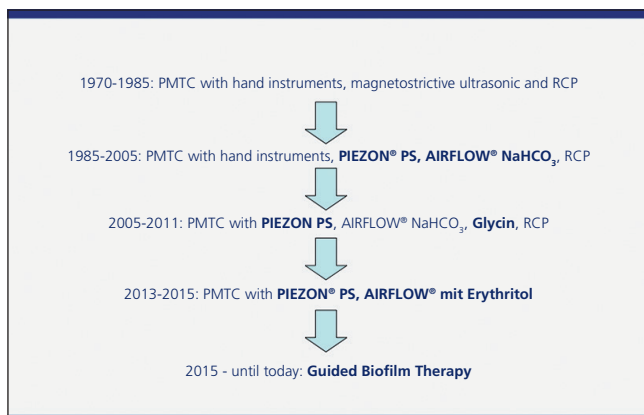 1970-1985: PMTC with hand instruments, magnetostrictive ultrasonic and RCP
1985-2005: PMTC with hand instruments, PIEZON® PS, AIRFLOW® NaHCO₃, RCP
2005-2011: PMTC with PIEZON PS, AIRFLOW® NaHCO₃, Glycin, RCP
2013-2015: PMTC with PIEZON® PS, AIRFLOW® mit Erythritol
2015 - until today: Guided Biofilm Therapy